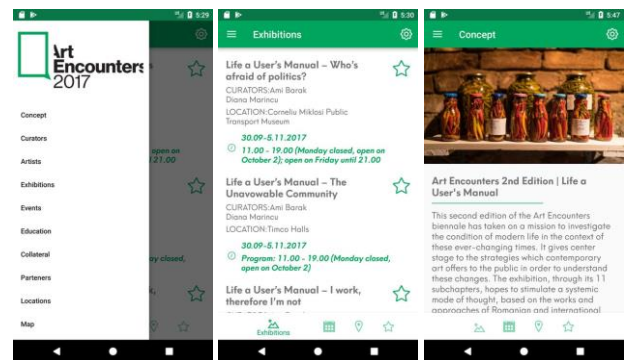 5:29
Art
Encounters
2017
Concept
Curators
Artists
Exhibitions
Events
Education
Collateral
Parteners
Locations
Map
open on
21.00
ay closed,
k,
5:30
Exhibitions
Life a User's Manual – Who's
afraid of politics?
CURATORS:Ami Barak
Diana Marincu
LOCATION:Corneliu Miklosi Public
Transport Museum
30.09-5.11.2017
11.00 - 19.00 (Monday closed, open on
October 2); open on Friday until 21.00
Life a User's Manual – The
Unavowable Community
CURATORS:Ami Barak
Diana Marincu
LOCATION:Timco Halls
30.09-5.11.2017
Program: 11.00 - 19.00 (Monday closed,
open on October 2)
Life a User's Manual – I work,
therefore I'm not
Exhibitions
5:47
Concept
Art Encounters 2nd Edition | Life a
User's Manual
This second edition of the Art Encounters
biennale has taken on a mission to investigate
the condition of modern life in the context of
these ever-changing times. It gives center
stage to the strategies which contemporary
art offers to the public in order to understand
these changes. The exhibition, through its 11
subchapters, hopes to stimulate a systemic
mode of thought, based on the works and
approaches of Romanian and international